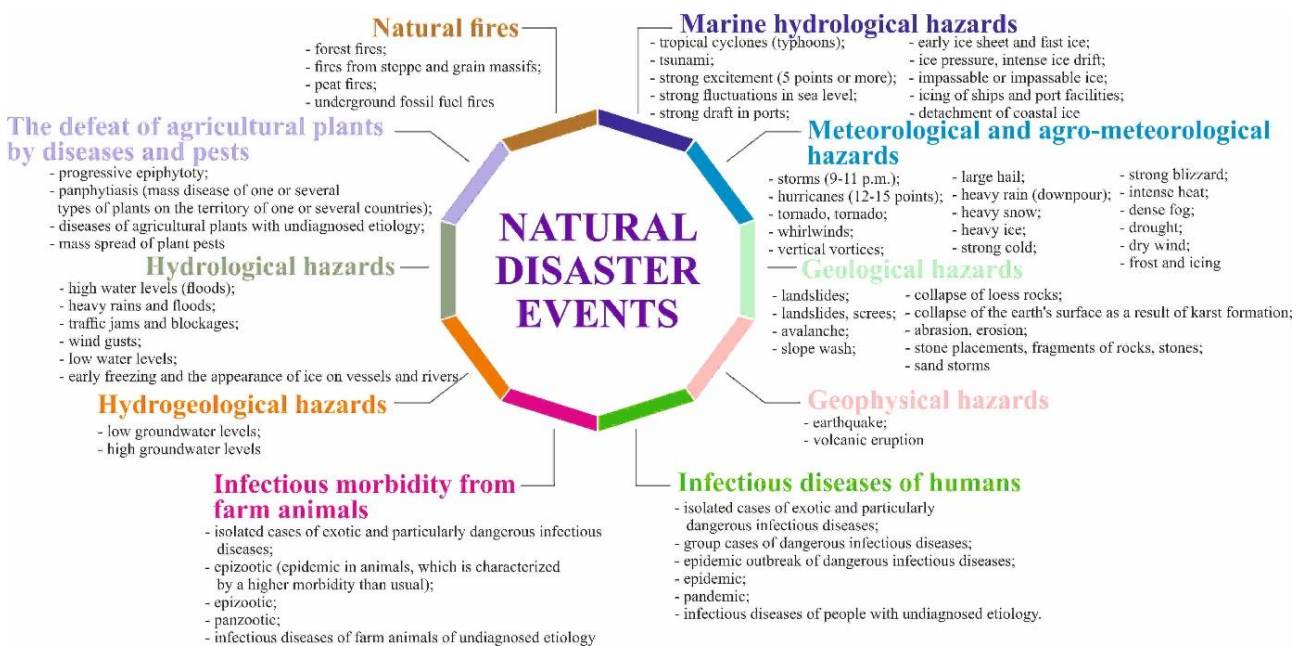 Natural fires
- forest fires;
- fires from steppe and grain massifs;
- peat fires;
- underground fossil fuel fires
Marine hydrological hazards
- tropical cyclones (typhoons);
- tsunami;
- strong excitement (5 points or more);
- strong fluctuations in sea level;
- strong draft in ports;
- early ice sheet and fast ice;
- ice pressure, intense ice drift;
- impassable or impassable ice;
- icing of ships and port facilities;
- detachment of coastal ice
The defeat of agricultural plants
by diseases and pests
- progressive epiphytoty;
- panphytiasis (mass disease of one or several
types of plants on the territory of one or several countries);
- diseases of agricultural plants with undiagnosed etiology;
- mass spread of plant pests
Meteorological and agro-meteorological
hazards
- storms (9-11 p.m.);
- hurricanes (12-15 points);
- tornado, tornado;
- whirlwinds;
- vertical vortices;
- large hail;
- heavy rain (downpour);
- heavy snow;
- heavy ice;
- strong cold;
- strong blizzard;
- intense heat;
- dense fog;
- drought;
- dry wind;
- frost and icing
NATURAL
DISASTER
EVENTS
Hydrological hazards
- high water levels (floods);
- heavy rains and floods;
- traffic jams and blockages;
- wind gusts;
- low water levels;
- early freezing and the appearance of ice on vessels and rivers
Geological hazards
- landslides;
- landslides, screes;
- avalanche;
- slope wash;
- collapse of loess rocks;
- collapse of the earth's surface as a result of karst formation;
- abrasion, erosion;
- stone placements, fragments of rocks, stones;
- sand storms
Hydrogeological hazards
- low groundwater levels;
- high groundwater levels
Geophysical hazards
- earthquake;
- volcanic eruption
Infectious morbidity from
farm animals
- isolated cases of exotic and particularly dangerous infectious
diseases;
- epizootic (epidemic in animals, which is characterized
by a higher morbidity than usual);
- epizootic;
- panzootic;
- infectious diseases of farm animals of undiagnosed etiology
Infectious diseases of humans
- isolated cases of exotic and particularly
dangerous infectious diseases;
- group cases of dangerous infectious diseases;
- epidemic outbreak of dangerous infectious diseases;
- epidemic;
- pandemic;
- infectious diseases of people with undiagnosed etiology.